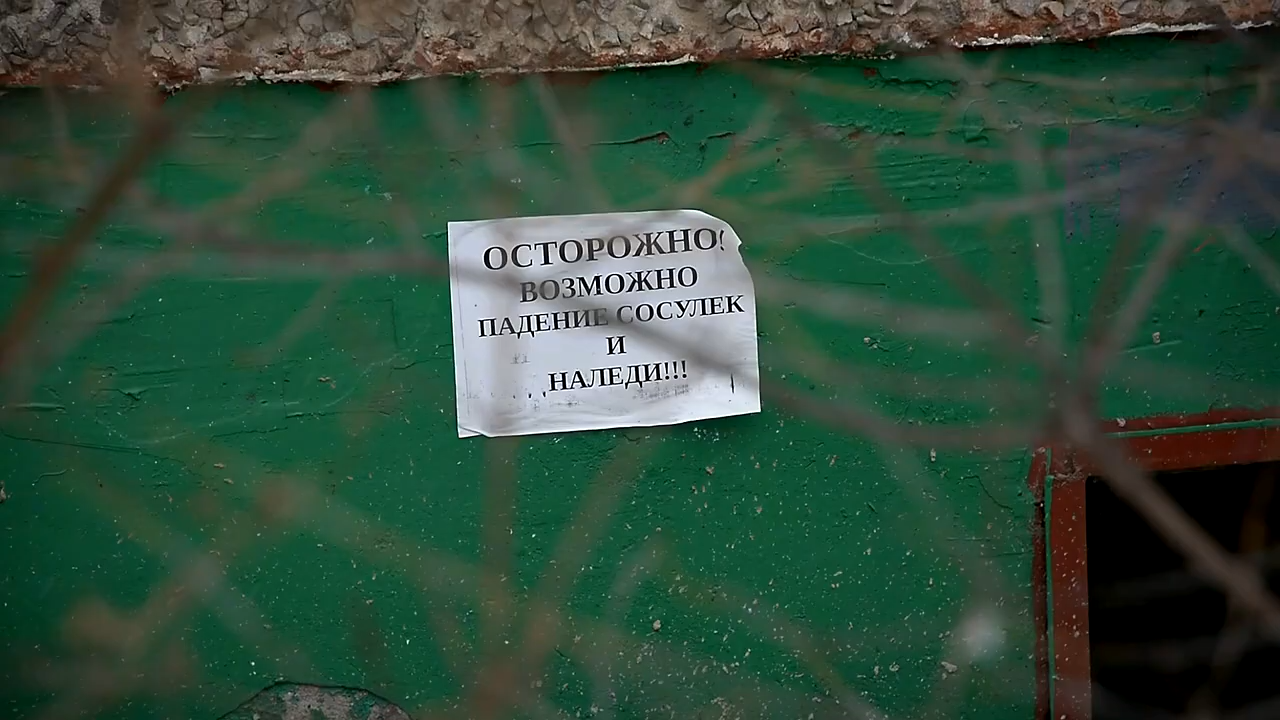 ОСТОРОЖНО!
ВОЗМОЖНО
ПАДЕНИЕ СОСУЛЕК
И
НАЛЕДИ!!!